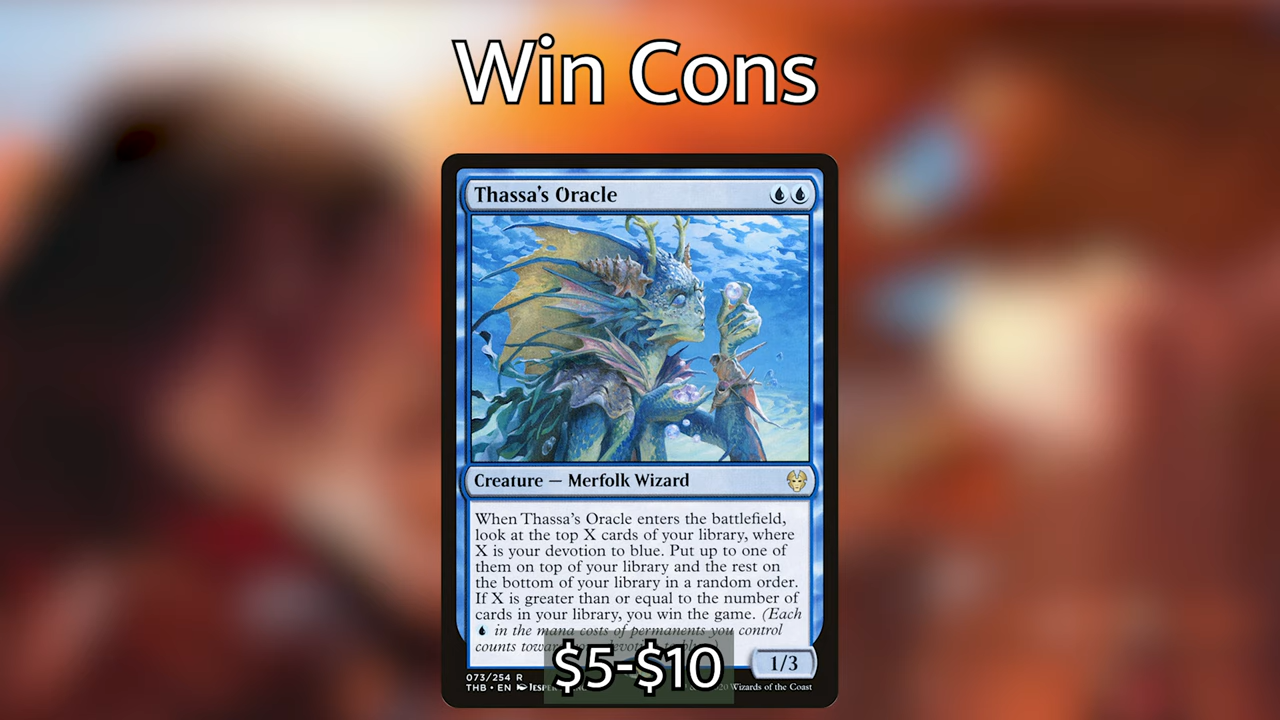 Win Cons
Thassa's Oracle
Creature — Merfolk Wizard
When Thassa's Oracle enters the battlefield,
look at the top X cards of your library, where
X is your devotion to blue. Put up to one of
them on top of your library and the rest on
the bottom of your library in a random order.
If X is greater than or equal to the number of
cards in your library, you win the game. (Each
in the mana costs of permanents you control
counts
$5-$10
1/3
073/254 R
THB • EN
Wizards of the Coast